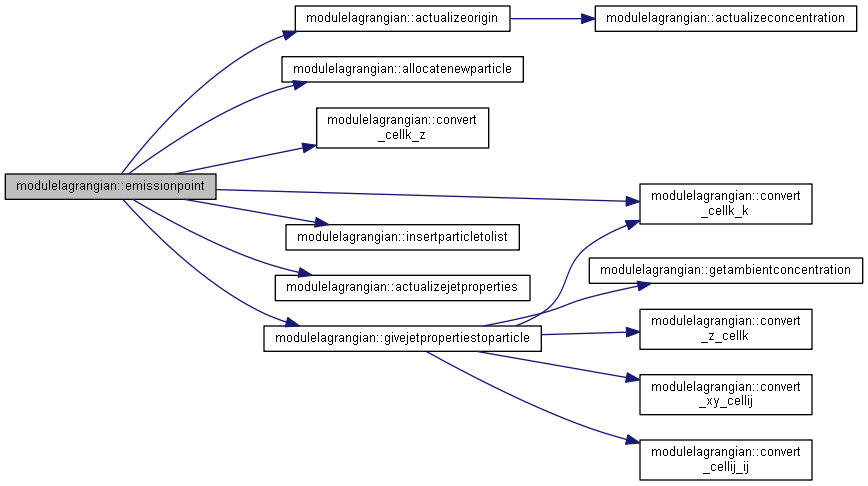 modulelagrangian::actualizeorigin
modulelagrangian::actualizeconcentration
modulelagrangian::allocatenewparticle
modulelagrangian::convert
_cellk_z
modulelagrangian::emissionpoint
modulelagrangian::convert
_cellk_k
modulelagrangian::insertparticletolist
modulelagrangian::getambientconcentration
modulelagrangian::actualizejetproperties
modulelagrangian::givejetpropertiestoparticle
modulelagrangian::convert
_z_cellk
modulelagrangian::convert
_xy_cellij
modulelagrangian::convert
_cellij_ij